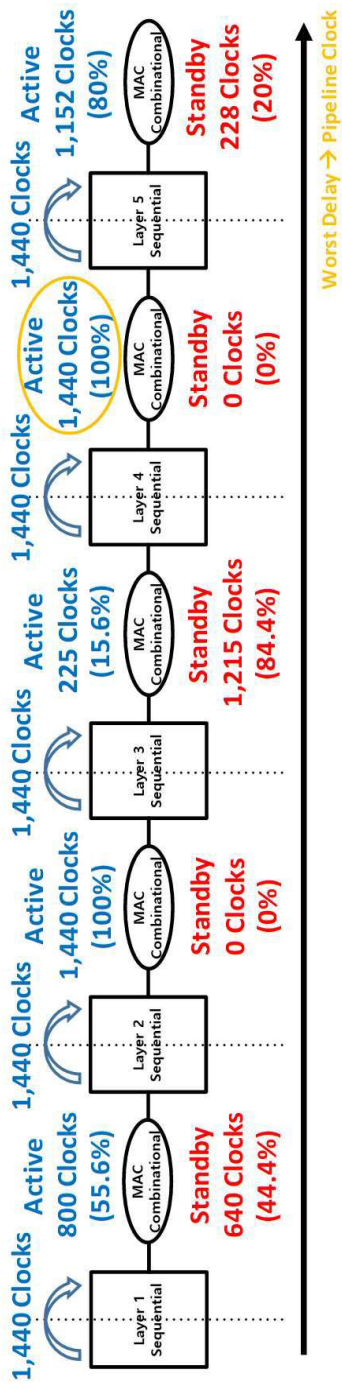 1,440 Clocks
Layer 1
Sequential
Active
800 Clocks
(55.6%)
MAC
Combinational
Standby
640 Clocks
(44.4%)
1,440 Clocks
Layer 2
Sequential
Active
1,440 Clocks
(100%)
MAC
Combinational
Standby
0 Clocks
(0%)
1,440 Clocks
Layer 3
Sequential
Active
225 Clocks
(15.6%)
MAC
Combinational
Standby
1,215 Clocks
(84.4%)
1,440 Clocks
Layer 4
Sequential
Active
1,440 Clocks
(100%)
MAC
Combinational
Standby
0 Clocks
(0%)
1,440 Clocks
Layer 5
Sequential
Active
1,152 Clocks
(80%)
MAC
Combinational
Standby
228 Clocks
(20%)
Worst Delay → Pipeline Clock